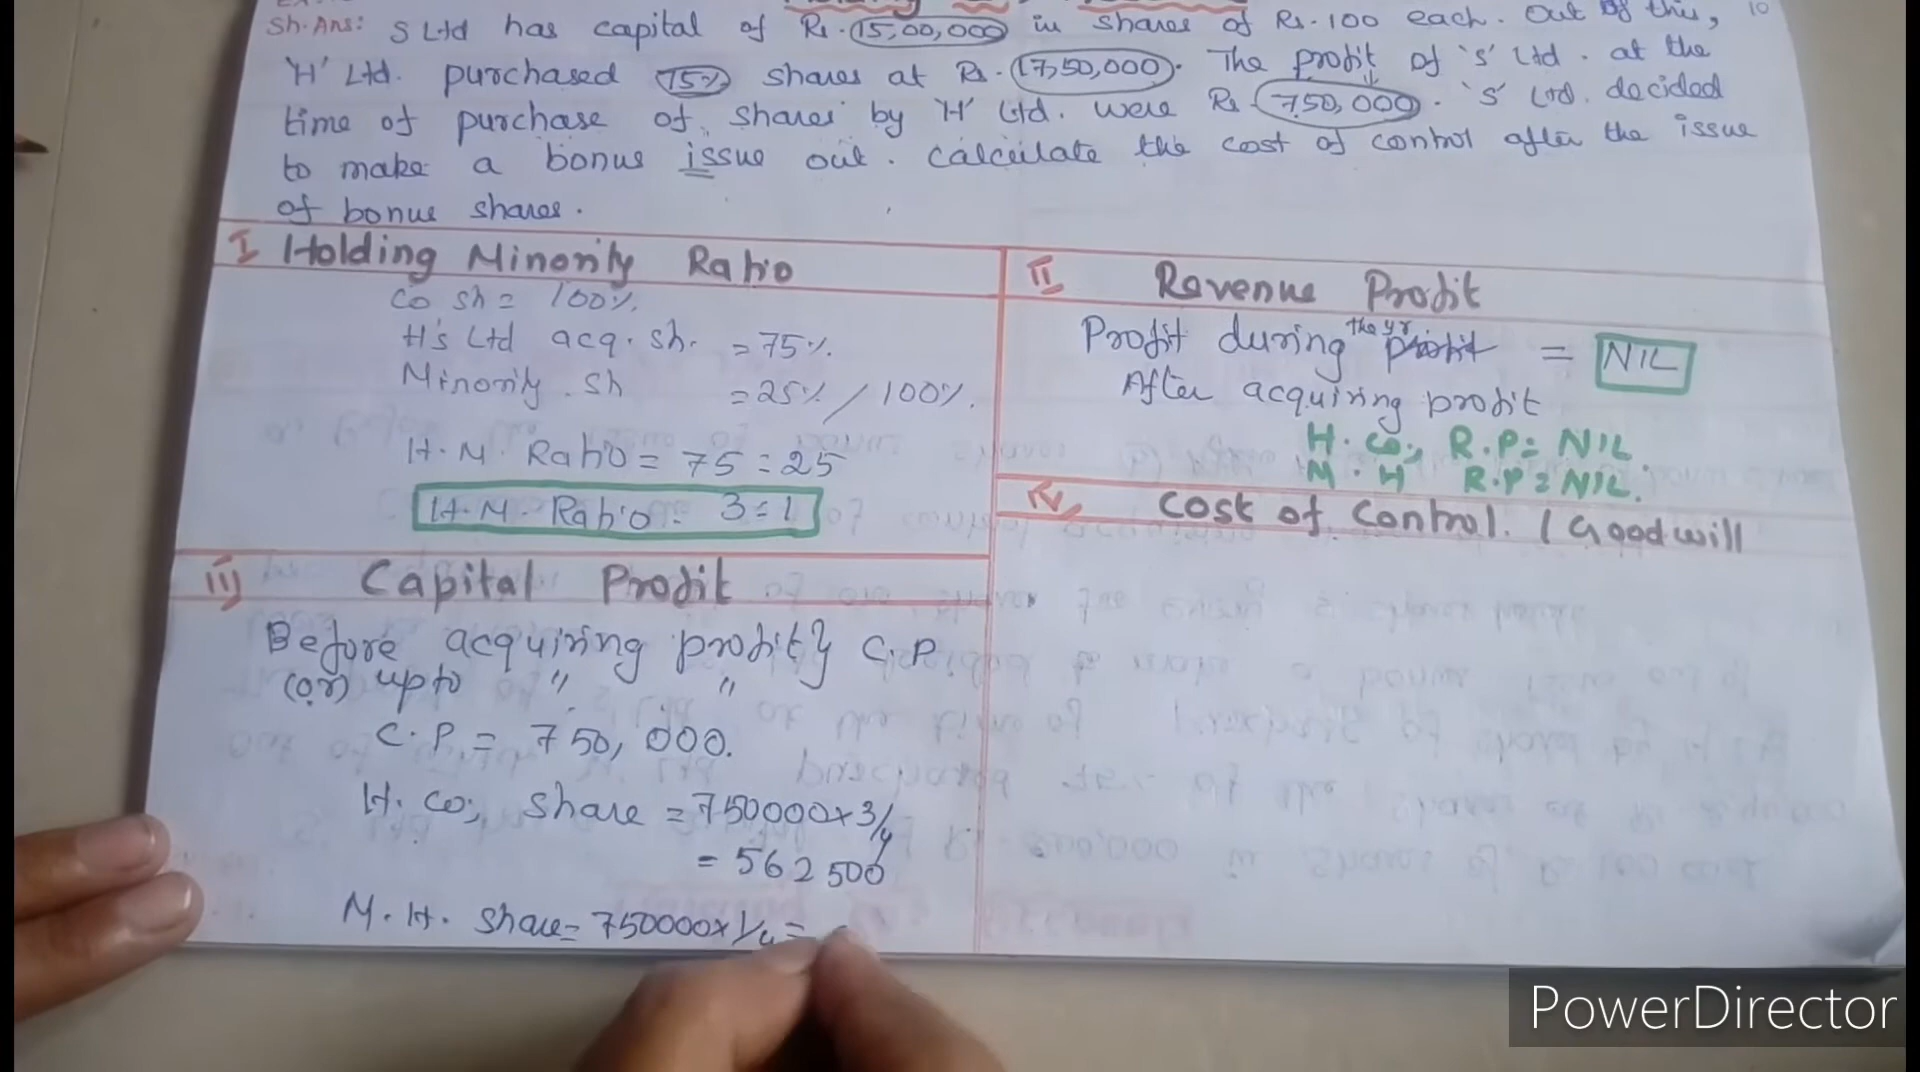 Sh.Ans: S Ltd has capital of Rs. 15,00,000 in shares of Rs. 100 each. Out of this, 10
'H' Ltd. purchased 75% shares at Rs. 17,50,000. The profit of 'S' Ltd. at the
time of purchase of shares by 'H' Ltd. were Rs. 750,000. 'S' Ltd. decided
to make a bonus issue out. calculate the cost of control after the issue
of bonus shares.
I Holding Minority Ratio
Co sh = 100%.
H's Ltd acq. sh. = 75%.
Minority. sh = 25% / 100%.
H.M. Ratio = 75 : 25
H.M. Ratio = 3 : 1
II Revenue Profit
Profit during the yr profit = NIL
After acquiring profit
H. Co; R.P = NIL.
M. H R.P = NIL.
III Capital Profit
Before acquiring profit} C.P.
(or) upto " "
C.P. = 750,000.
H. Co; share = 750000 x 3/4
= 562500
M.H. share = 750000 x 1/4 =
IV Cost of Control. / Goodwill
PowerDirector